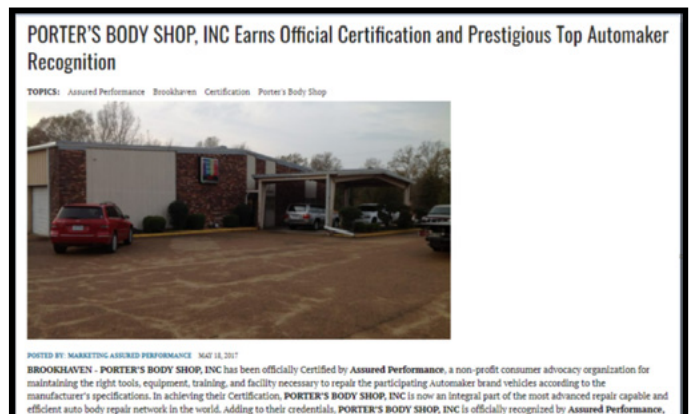 PORTER'S BODY SHOP, INC Earns Official Certification and Prestigious Top Automaker
Recognition
TOPICS: Assured Performance Brookhaven Certification Porter's Body Shop
POSTED BY: MARKETING ASSURED PERFORMANCE MAY 18, 2017
BROOKHAVEN - PORTER'S BODY SHOP, INC has been officially Certified by Assured Performance, a non-profit consumer advocacy organization for
maintaining the right tools, equipment, training, and facility necessary to repair the participating Automaker brand vehicles according to the
manufacturer's specifications. In achieving their Certification, PORTER'S BODY SHOP, INC is now an integral part of the most advanced repair capable and
efficient auto body repair network in the world. Adding to their credentials, PORTER'S BODY SHOP, INC is officially recognized by Assured Performance,